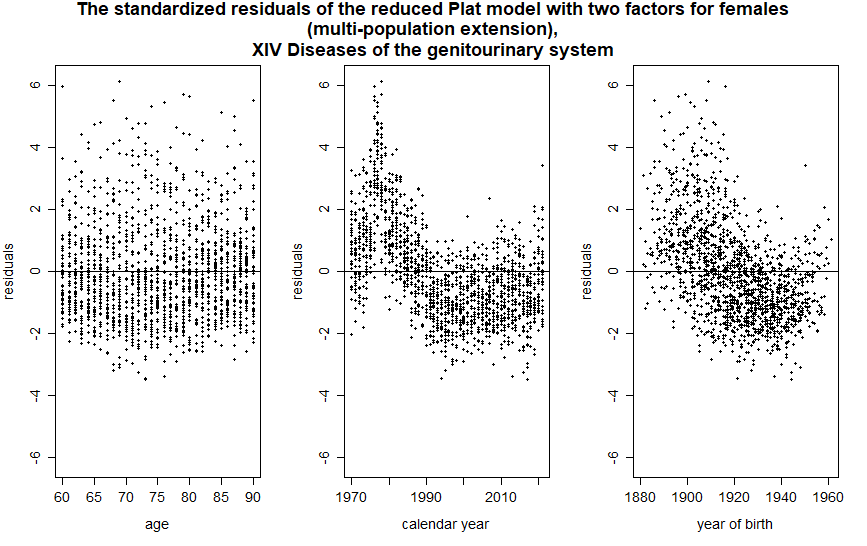 The standardized residuals of the reduced Plat model with two factors for females
(multi-population extension),
XIV Diseases of the genitourinary system
residuals
6
4
2
0
-2
-4
-6
60 65 70 75 80 85 90
age
residuals
6
4
2
0
-2
-4
-6
1970 1990 2010
calendar year
residuals
6
4
2
0
-2
-4
-6
1880 1900 1920 1940 1960
year of birth